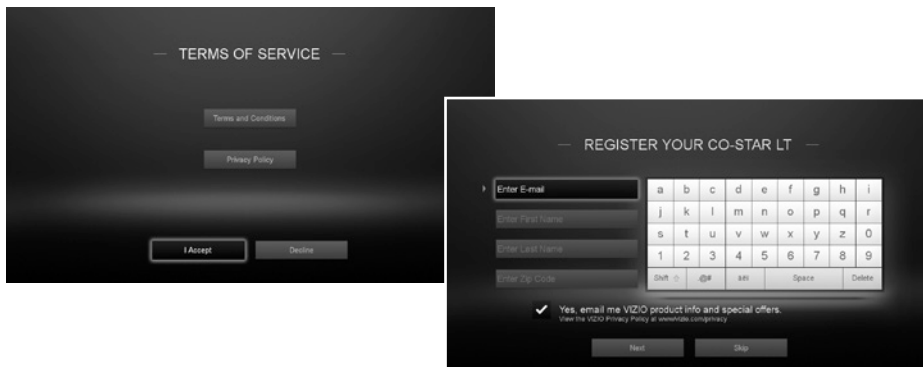 — TERMS OF SERVICE —
Terms and Conditions
Privacy Policy
I Accept
Decline
— REGISTER YOUR CO-STAR LT —
Enter E-mail
Enter First Name
Enter Last Name
Enter Zip Code
a b c d e f g h i
j k l m n o p q r
s t u v w x y z 0
1 2 3 4 5 6 7 8 9
Shift .@# Space Delete
Yes, email me VIZIO product info and special offers.
View the VIZIO Privacy Policy at www.vizio.com/privacy
Next
Skip